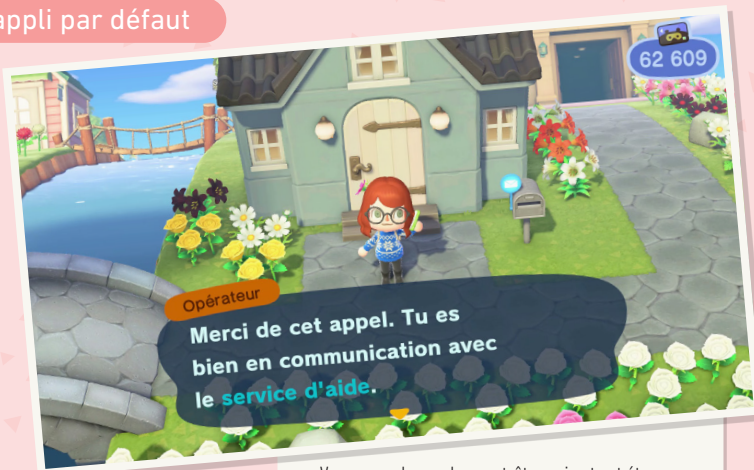 appli par défaut
62 609
Opérateur
Merci de cet appel. Tu es
bien en communication avec
le service d'aide.